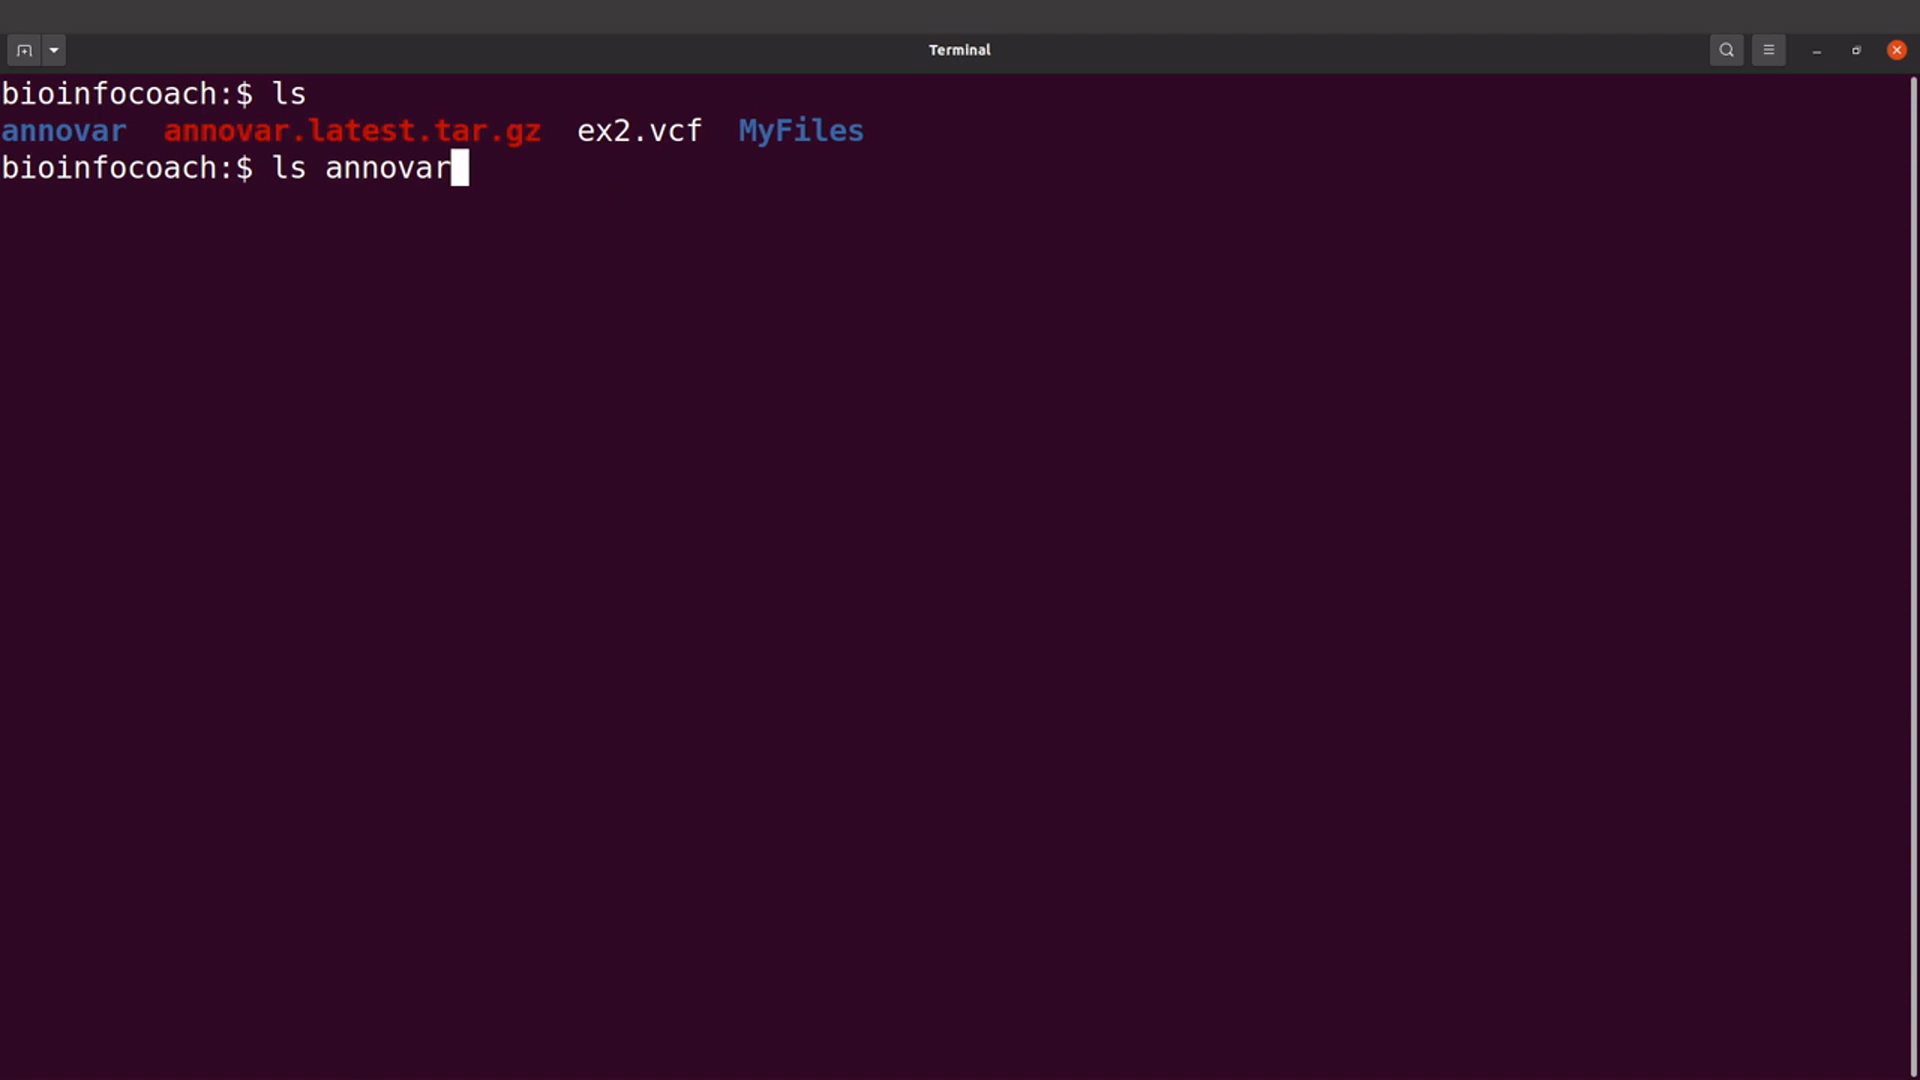 Terminal
bioinfocoach:$ ls
annovar annovar.latest.tar.gz ex2.vcf MyFiles
bioinfocoach:$ ls annovar